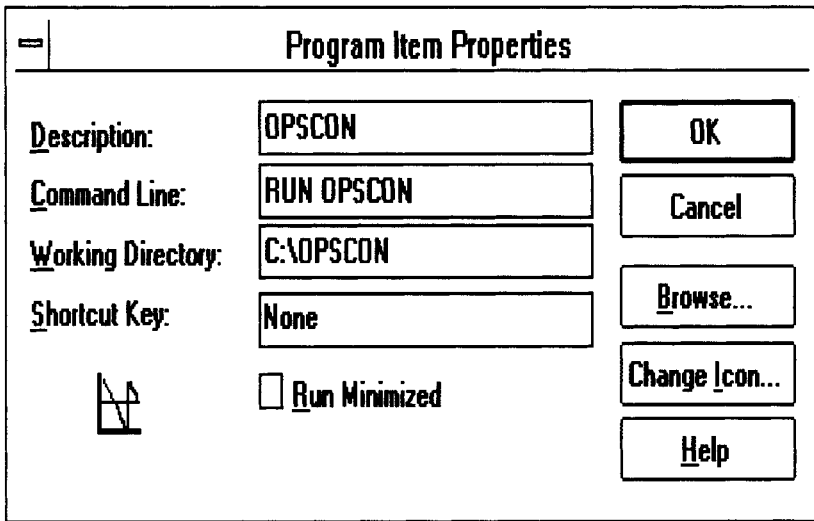 Program Item Properties
Description:
OPSCON
OK
Command Line:
RUN OPSCON
Cancel
Working Directory:
C:\OPSCON
Shortcut Key:
None
Browse...
Run Minimized
Change Icon...
Help